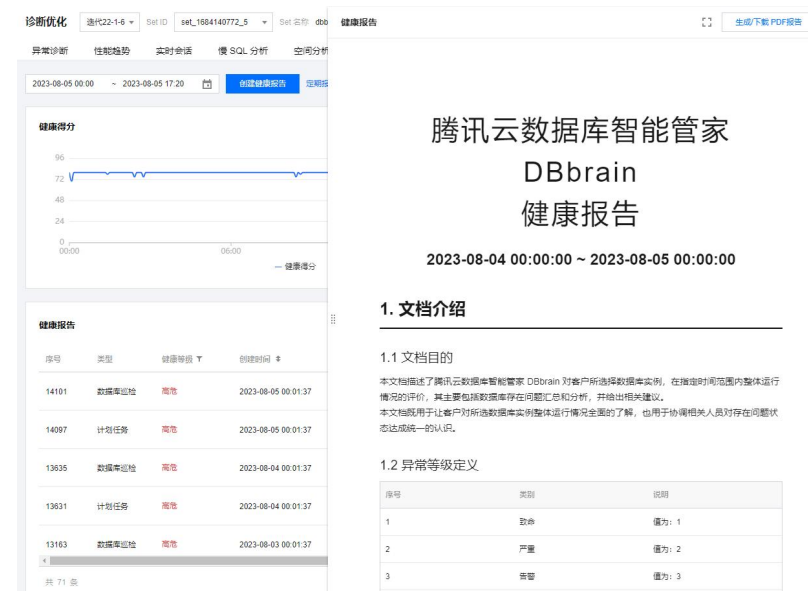 诊断优化 迭代22-1-6 Set ID set_1684140772_5 Set 名称 dbb
异常诊断 性能趋势 实时会话 慢 SQL 分析 空间分析
2023-08-05 00:00 ~ 2023-08-05 17:20 创建健康报告 定期报
健康得分
96
72
48
24
0
00:00 06:00
健康得分
健康报告
序号 类型 健康等级 创建时间
14101 数据库巡检 高危 2023-08-05 00:01:37
14097 计划任务 高危 2023-08-05 00:01:37
13635 数据库巡检 高危 2023-08-04 00:01:37
13631 计划任务 高危 2023-08-04 00:01:37
13163 数据库巡检 高危 2023-08-03 00:01:37
共 71 条
健康报告 生成/下载 PDF报告
腾讯云数据库智能管家
DBbrain
健康报告
2023-08-04 00:00:00 ~ 2023-08-05 00:00:00
1. 文档介绍
1.1 文档目的
本文档描述了腾讯云数据库智能管家 DBbrain 对客户所选择数据库实例，在指定时间范围内整体运行
情况的评价，其主要包括数据库存在问题汇总和分析，并给出相关建议。
本文档既用于让客户对所选数据库实例整体运行情况全面的了解，也用于协调相关人员对存在问题状
态达成统一的认识。
1.2 异常等级定义
序号 类别 说明
1 致命 值为：1
2 严重 值为：2
3 告警 值为：3